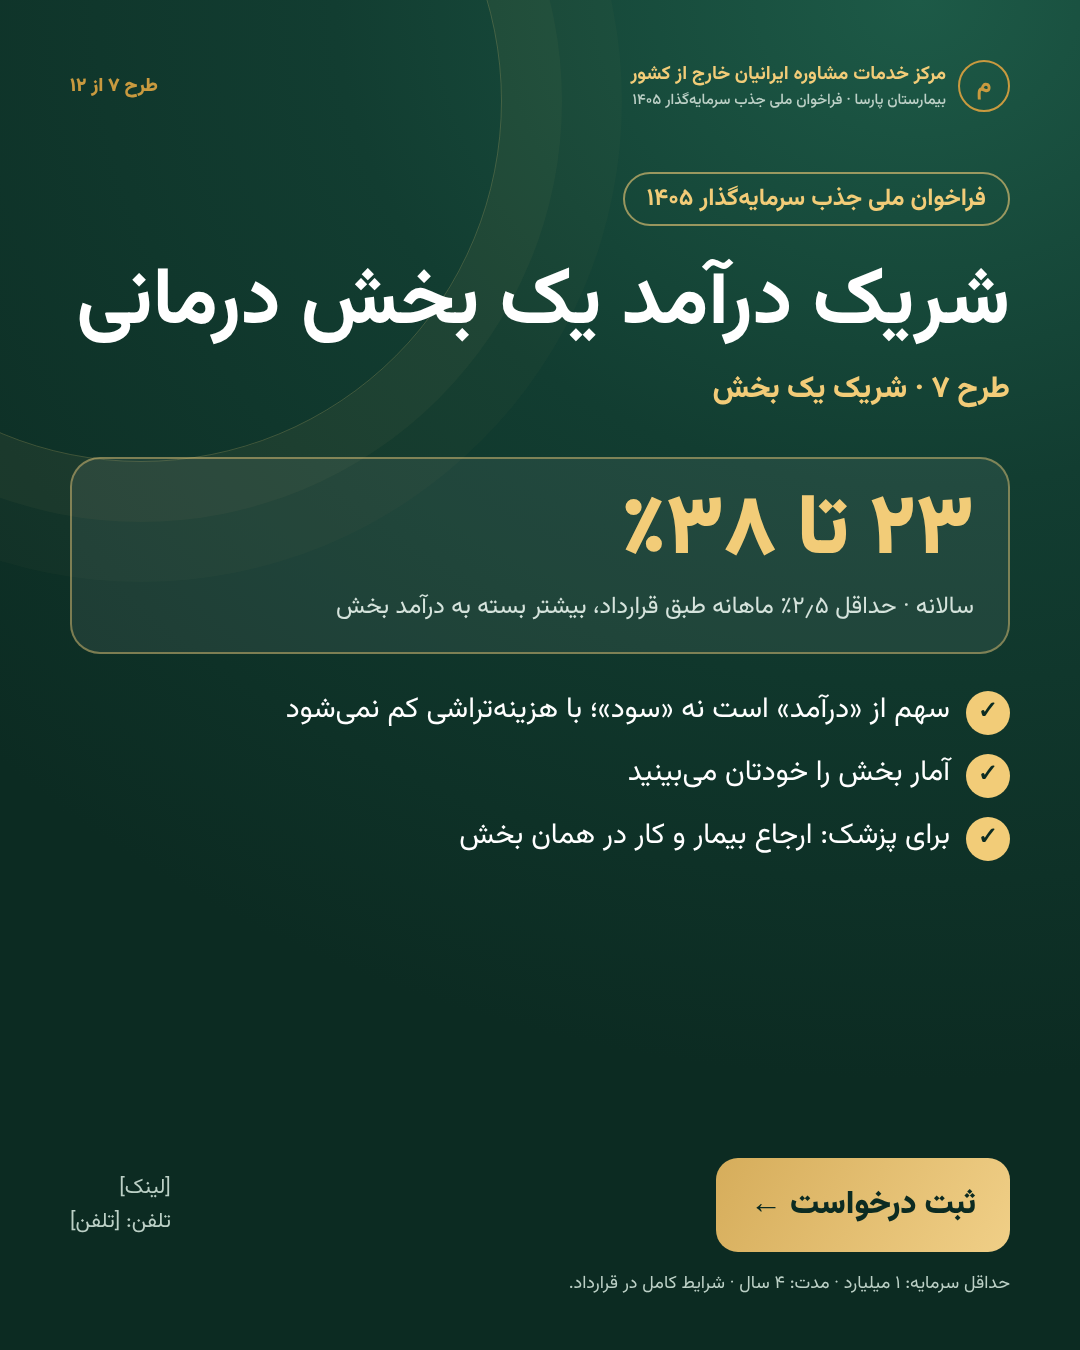 م
مرکز خدمات مشاوره ایرانیان خارج از کشور
بیمارستان پارسا · فراخوان ملی جذب سرمایه‌گذار ۱۴۰۵
طرح ۷ از ۱۲
فراخوان ملی جذب سرمایه‌گذار ۱۴۰۵
شریک درآمد یک بخش درمانی
طرح ۷ · شریک یک بخش
۲۳ تا ۳۸٪
سالانه · حداقل ۲٫۵٪ ماهانه طبق قرارداد، بیشتر بسته به درآمد بخش
✓ سهم از «درآمد» است نه «سود»؛ با هزینه‌تراشی کم نمی‌شود
✓ آمار بخش را خودتان می‌بینید
✓ برای پزشک: ارجاع بیمار و کار در همان بخش
ثبت درخواست ←
[لینک]
تلفن: [تلفن]
حداقل سرمایه: ۱ میلیارد · مدت: ۴ سال · شرایط کامل در قرارداد.